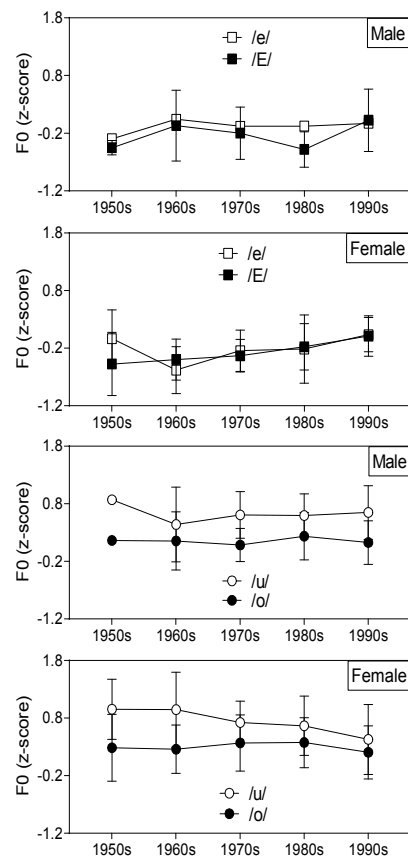 1.8
Male
/e/
/E/
0.8
F0 (z-score)
-0.2
-1.2
1950s 1960s 1970s 1980s 1990s
1.8
Female
/e/
/E/
0.8
F0 (z-score)
-0.2
-1.2
1950s 1960s 1970s 1980s 1990s
1.8
Male
0.8
F0 (z-score)
-0.2
/u/
/o/
-1.2
1950s 1960s 1970s 1980s 1990s
1.8
Female
0.8
F0 (z-score)
-0.2
/u/
/o/
-1.2
1950s 1960s 1970s 1980s 1990s